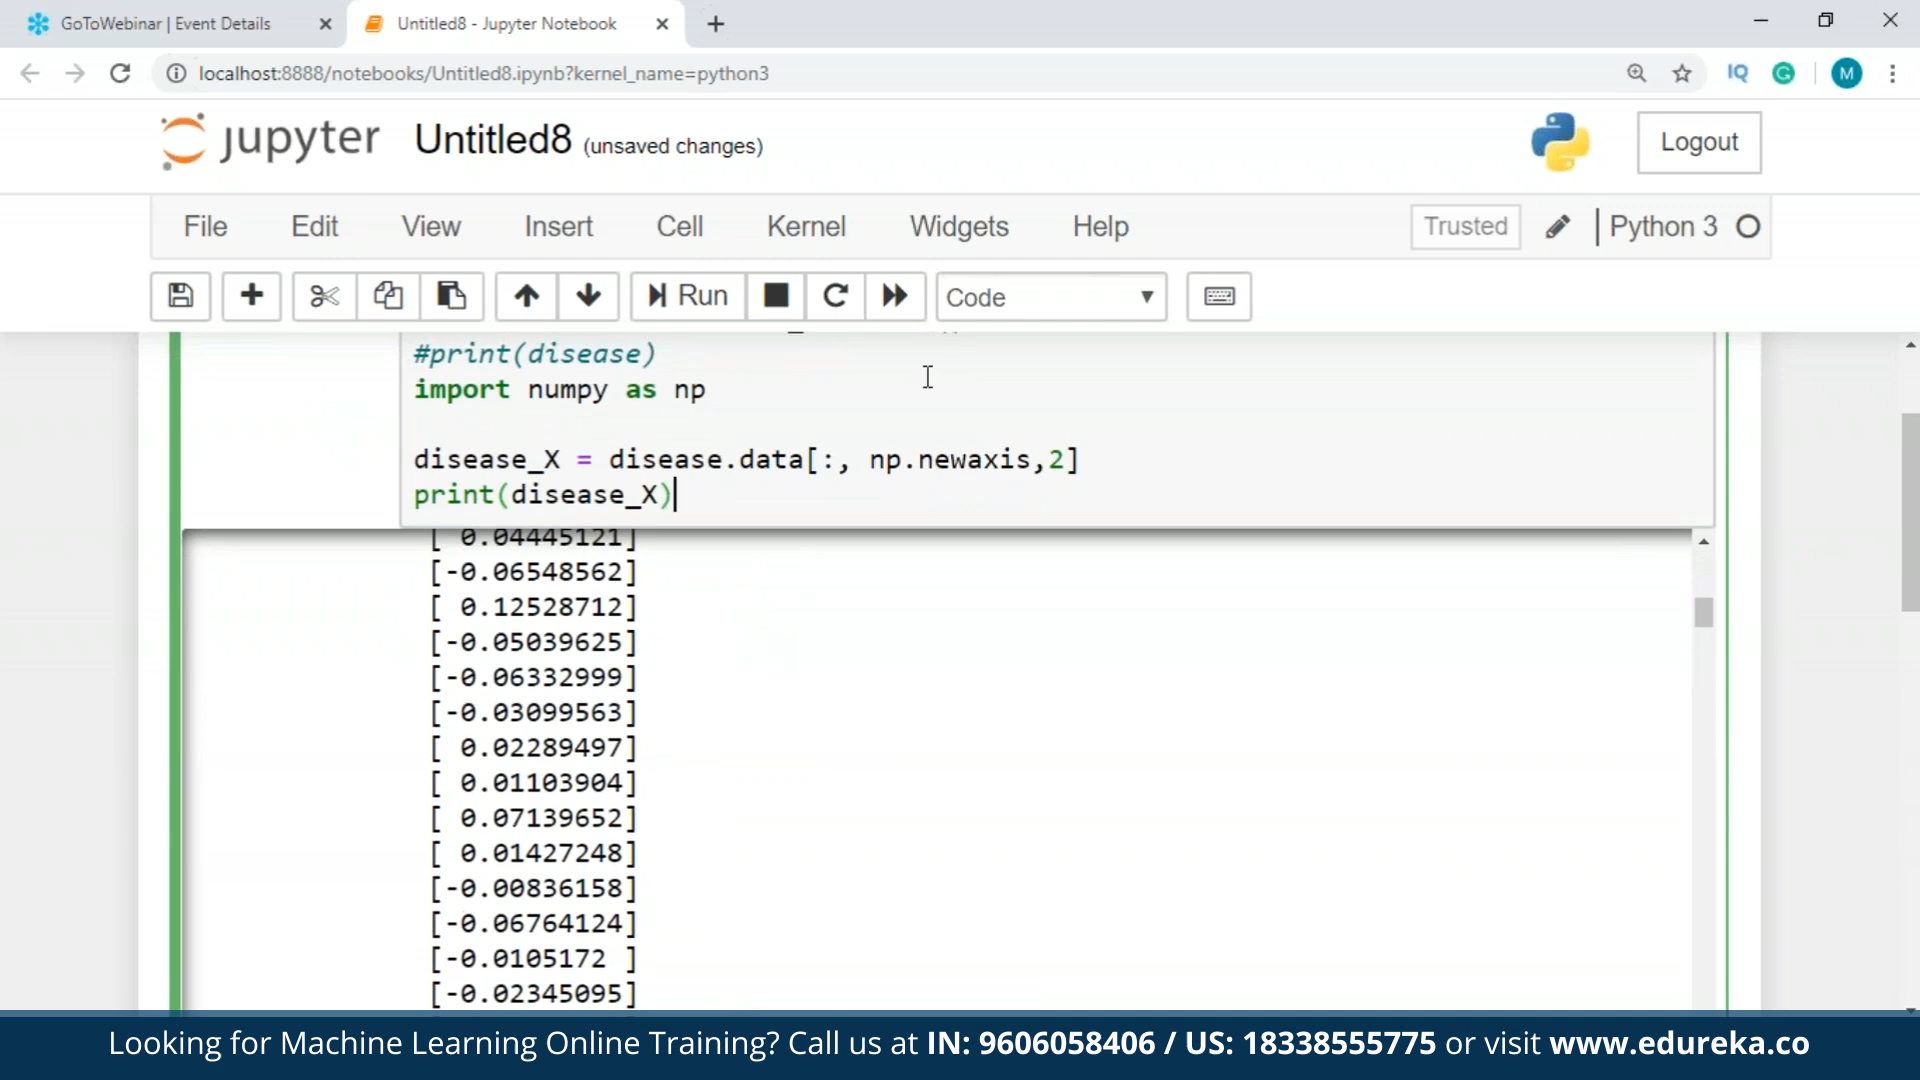 GoToWebinar | Event Details
Untitled8 - Jupyter Notebook
localhost:8888/notebooks/Untitled8.ipynb?kernel_name=python3
IQ
G
M
jupyter Untitled8 (unsaved changes)
Logout
File Edit View Insert Cell Kernel Widgets Help
Trusted
Python 3
Run
Code
#print(disease)
import numpy as np
disease_X = disease.data[:, np.newaxis,2]
print(disease_X)
[ 0.04445121]
[-0.06548562]
[ 0.12528712]
[-0.05039625]
[-0.06332999]
[-0.03099563]
[ 0.02289497]
[ 0.01103904]
[ 0.07139652]
[ 0.01427248]
[-0.00836158]
[-0.06764124]
[-0.0105172 ]
[-0.02345095]
Looking for Machine Learning Online Training? Call us at IN: 9606058406 / US: 18338555775 or visit www.edureka.co